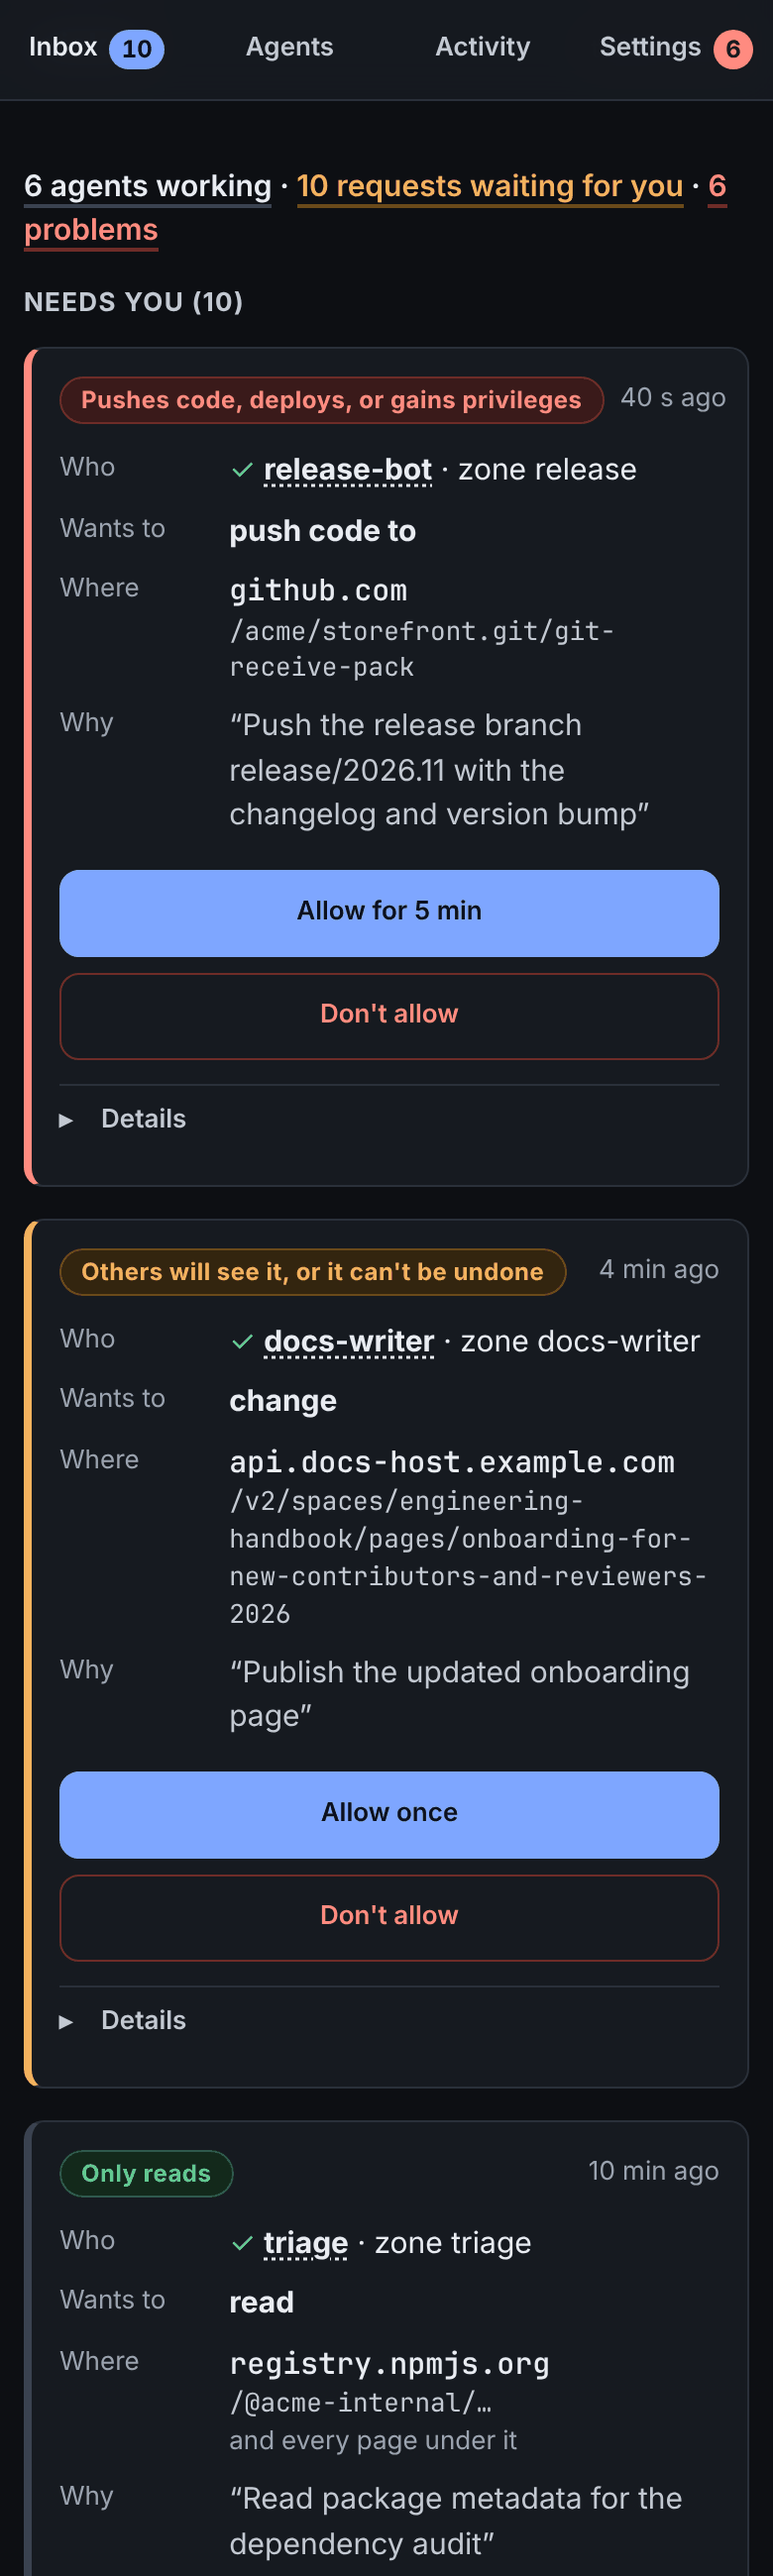 Inbox 10 Agents Activity Settings 6
6 agents working · 10 requests waiting for you · 6
problems
NEEDS YOU (10)
Pushes code, deploys, or gains privileges 40 s ago
Who ✓ release-bot · zone release
Wants to push code to
Where github.com
/acme/storefront.git/git-
receive-pack
Why “Push the release branch
release/2026.11 with the
changelog and version bump”
Allow for 5 min
Don't allow
▸ Details
Others will see it, or it can't be undone 4 min ago
Who ✓ docs-writer · zone docs-writer
Wants to change
Where api.docs-host.example.com
/v2/spaces/engineering-
handbook/pages/onboarding-for-
new-contributors-and-reviewers-
2026
Why “Publish the updated onboarding
page”
Allow once
Don't allow
▸ Details
Only reads 10 min ago
Who ✓ triage · zone triage
Wants to read
Where registry.npmjs.org
/@acme-internal/…
and every page under it
Why “Read package metadata for the
dependency audit”